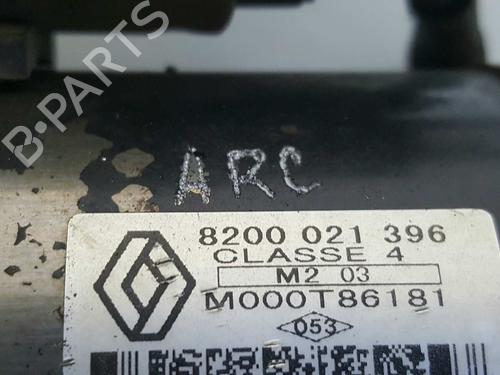 B-PARTS
ARC
8200 021 396
CLASSE 4
M2 03
M000T86181
053